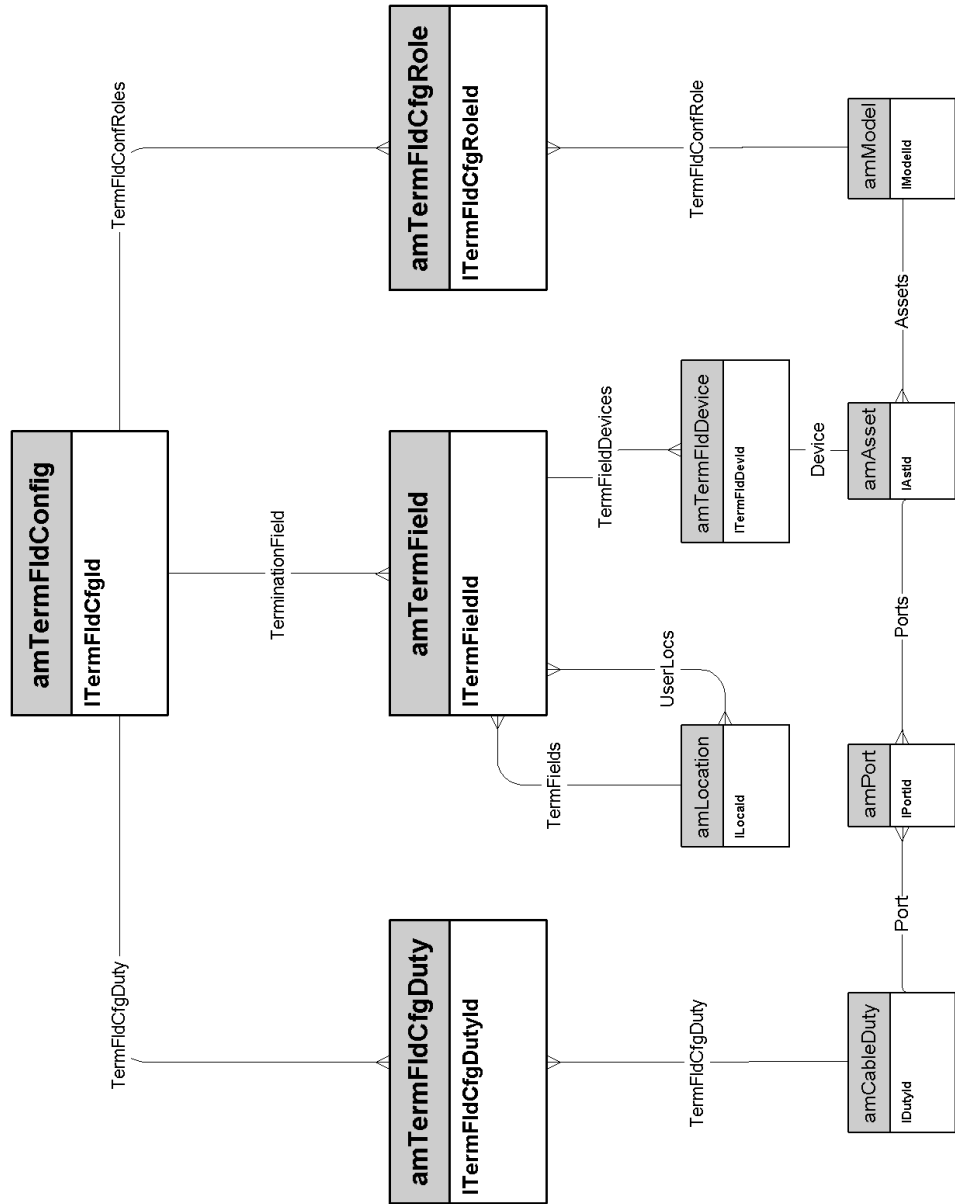 amTermFldConfig
lTermFldCfgId
TermFldCfgDuty
TerminationField
TermFldConfRoles
amTermFldCfgDuty
lTermFldCfgDutyId
amTermField
lTermFieldId
amTermFldCfgRole
lTermFldCfgRoleId
TermFields
UserLocs
TermFieldDevices
amLocation
lLocaId
amTermFldDevice
lTermFldDevId
TermFldCfgDuty
Device
TermFldConfRole
amCableDuty
lDutyId
Port
amPort
lPortId
Ports
amAsset
lAstId
Assets
amModel
lModelId